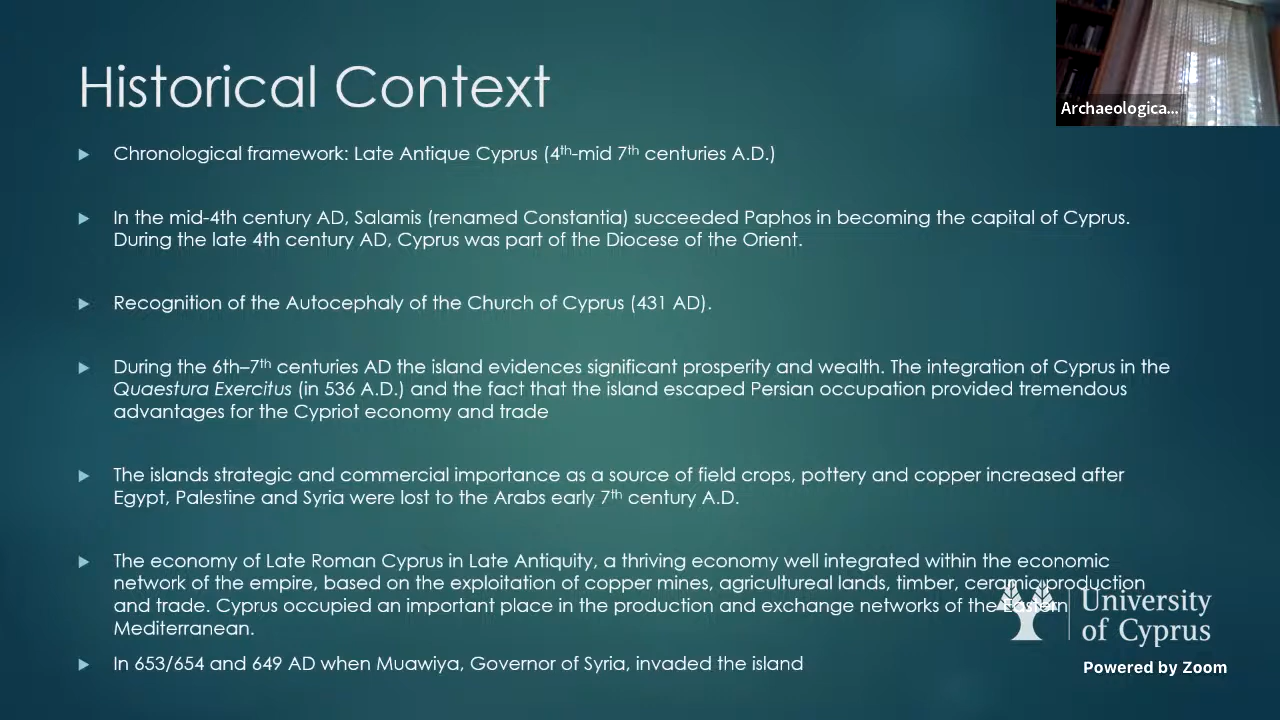 Historical Context
Archaeologica...
Chronological framework: Late Antique Cyprus (4th-mid 7th centuries A.D.)
In the mid-4th century AD, Salamis (renamed Constantia) succeeded Paphos in becoming the capital of Cyprus.
During the late 4th century AD, Cyprus was part of the Diocese of the Orient.
Recognition of the Autocephaly of the Church of Cyprus (431 AD).
During the 6th–7th centuries AD the island evidences significant prosperity and wealth. The integration of Cyprus in the
Quaestura Exercitus (in 536 A.D.) and the fact that the island escaped Persian occupation provided tremendous
advantages for the Cypriot economy and trade
The islands strategic and commercial importance as a source of field crops, pottery and copper increased after
Egypt, Palestine and Syria were lost to the Arabs early 7th century A.D.
The economy of Late Roman Cyprus in Late Antiquity, a thriving economy well integrated within the economic
network of the empire, based on the exploitation of copper mines, agricultureal lands, timber, ceramic production
and trade. Cyprus occupied an important place in the production and exchange networks of the Eastern
Mediterranean.
In 653/654 and 649 AD when Muawiya, Governor of Syria, invaded the island
University
of Cyprus
Powered by Zoom